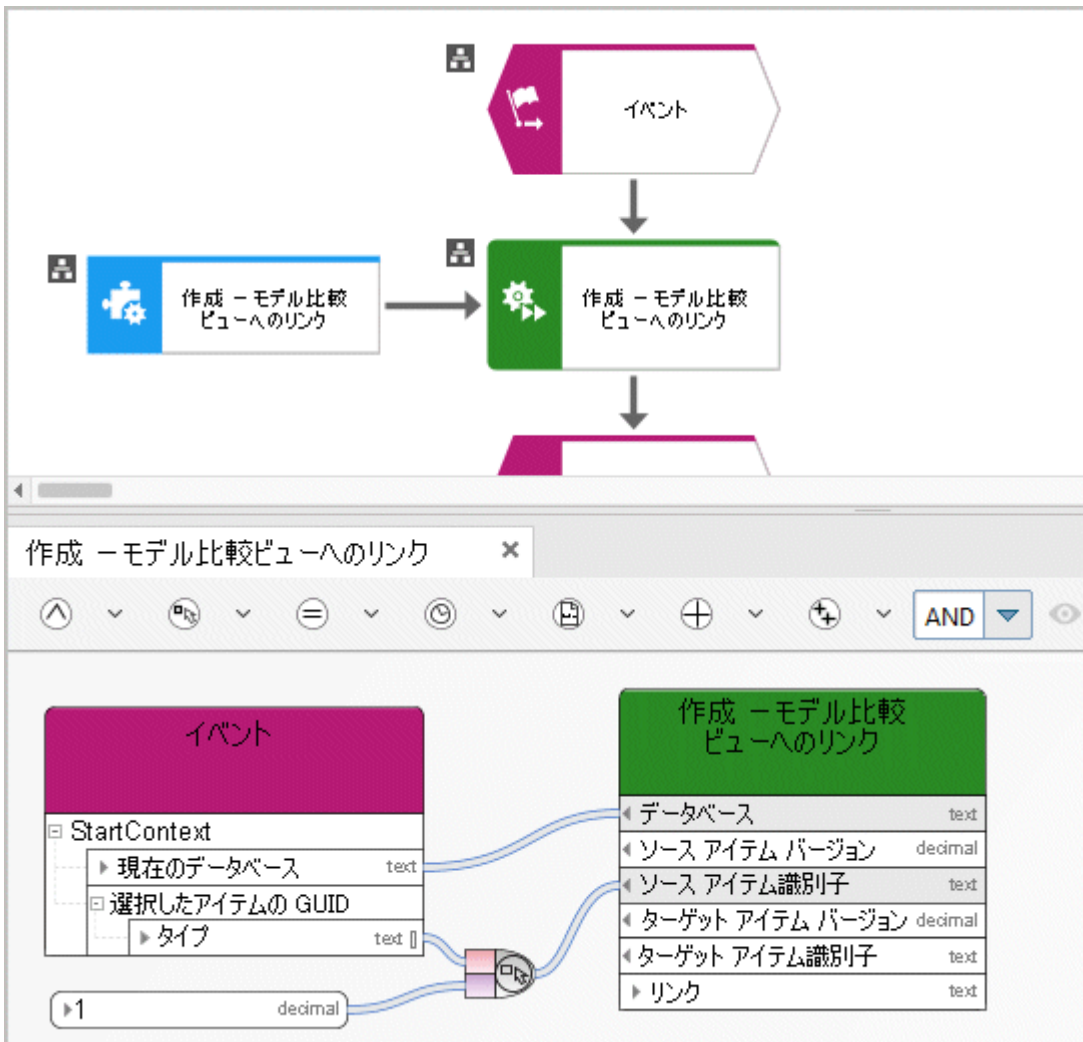 イベント
作成 －モデル比較
ビューへのリンク
作成 －モデル比較
ビューへのリンク
作成 －モデル比較ビューへのリンク
AND
イベント
StartContext
現在のデータベース text
選択したアイテムの GUID
タイプ text []
1 decimal
作成 －モデル比較
ビューへのリンク
データベース text
ソース アイテム バージョン decimal
ソース アイテム識別子 text
ターゲット アイテム バージョン decimal
ターゲット アイテム識別子 text
リンク text